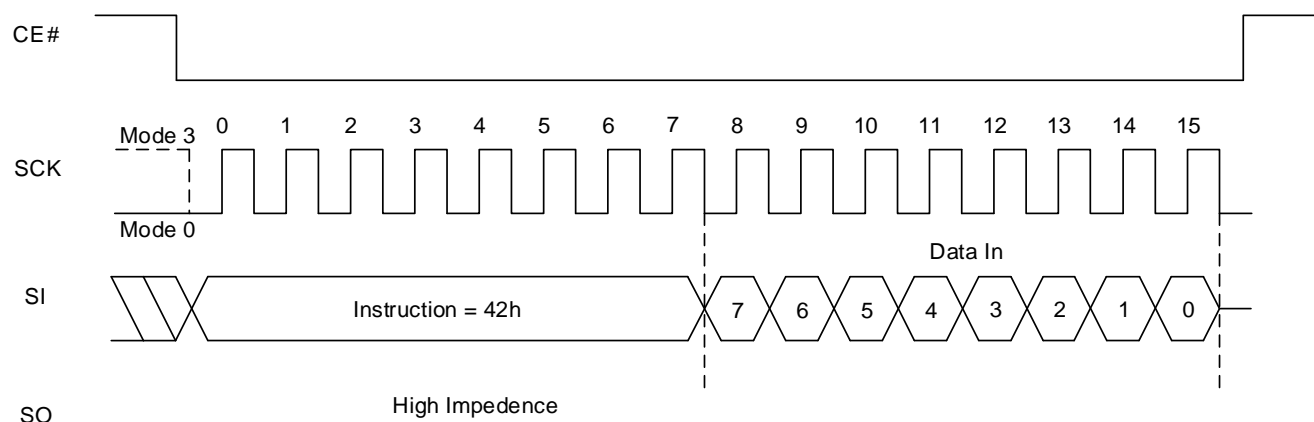 CE#
0 1 2 3 4 5 6 7 8 9 10 11 12 13 14 15
Mode 3
SCK
Mode 0
Data In
SI
Instruction = 42h
7 6 5 4 3 2 1 0
High Impedence
SO